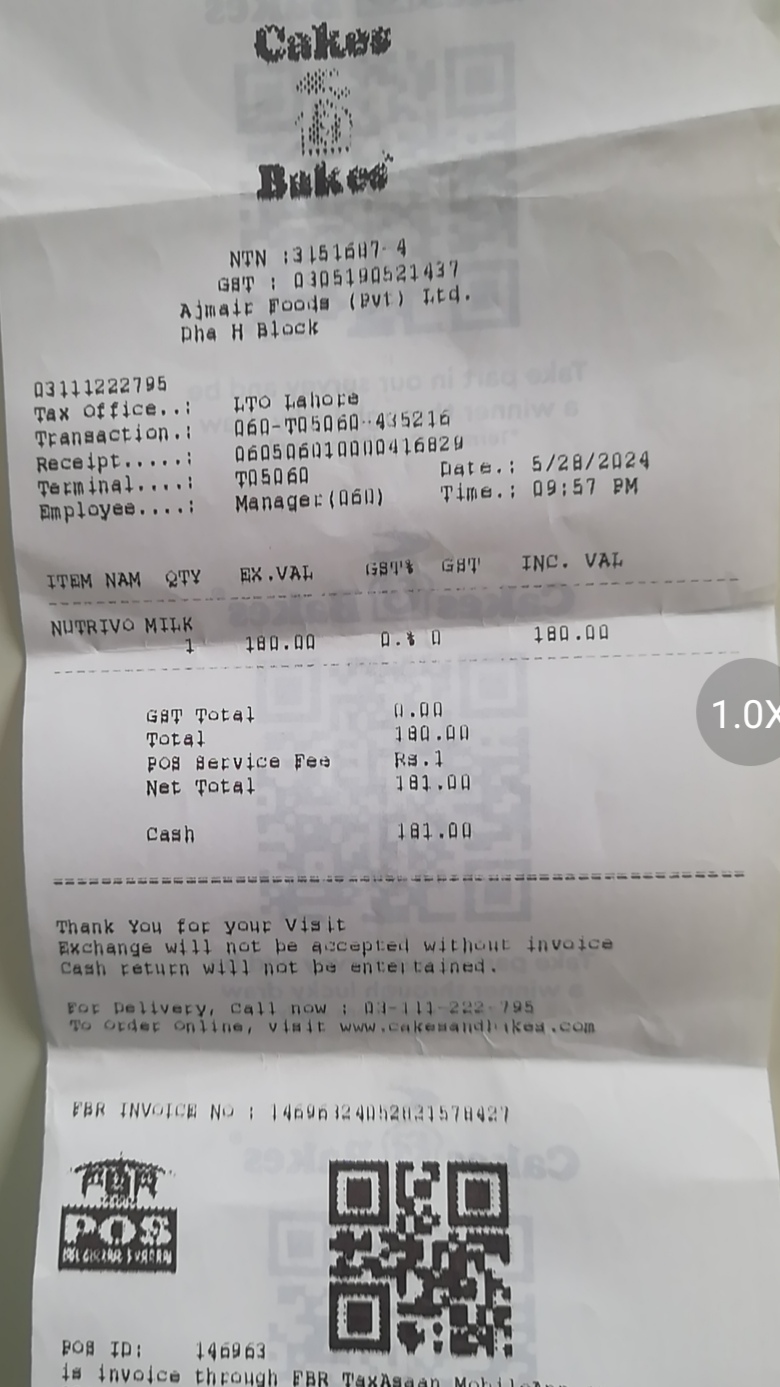 Cakes
Bakes
NTN :3151607-4
GST : 0305190521437
Ajmair Foods (Pvt) Ltd.
Dha H Block
03111222795
Tax Office..: LTO Lahore
Transaction.: 060-T05060-435216
Receipt.....: 060506010000416829
Terminal....: T05060 Date.: 5/28/2024
Employee....: Manager(060) Time.: 09:57 PM
ITEM NAM QTY EX.VAL GST% GST INC. VAL
NUTRIVO MILK
1 180.00 0.% 0 180.00
GST Total 0.00
Total 180.00
POS Service Fee Rs.1
Net Total 181.00
Cash 181.00
Thank You for your Visit
Exchange will not be accepted without invoice
Cash return will not be entertained.
For Delivery, Call now : 03-111-222-795
To Order Online, visit www.cakesandbakes.com
FBR INVOICE No :
POS
POS ID: 146963
is invoice through FBR TaxAsaan MobileApp
1.0X